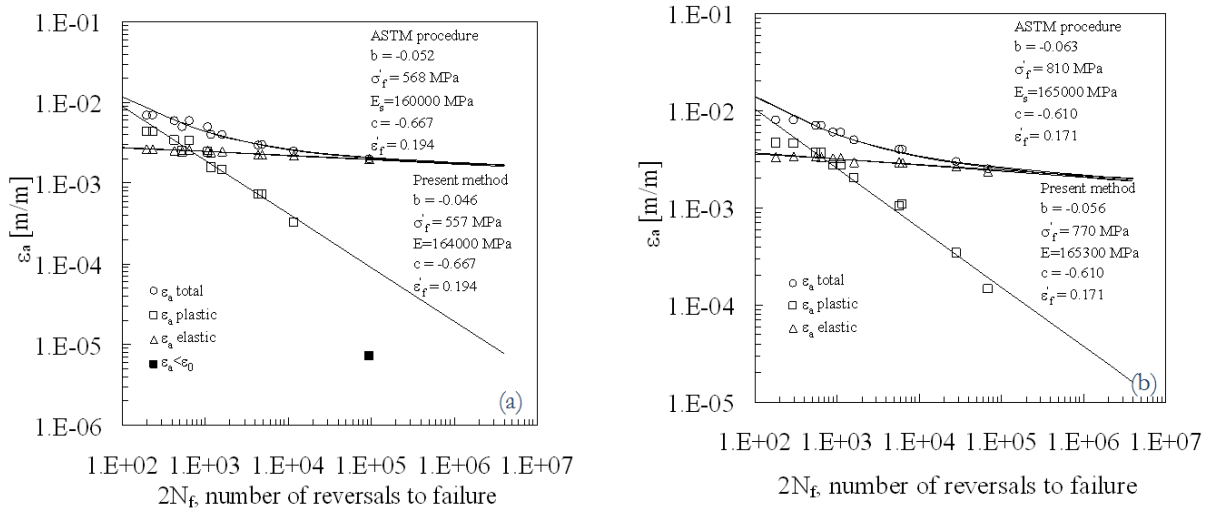 1.E-01
1.E-02
1.E-03
1.E-04
1.E-05
1.E-06
εa [m/m]
ASTM procedure
b = -0.052
σ'f = 568 MPa
Es = 160000 MPa
c = -0.667
ε'f = 0.194
Present method
b = -0.046
σ'f = 557 MPa
E=164000 MPa
c = -0.667
ε'f = 0.194
εa total
εa plastic
εa elastic
εa<ε0
(a)
1.E+02 1.E+03 1.E+04 1.E+05 1.E+06 1.E+07
2Nf, number of reversals to failure
1.E-01
1.E-02
1.E-03
1.E-04
1.E-05
εa [m/m]
ASTM procedure
b = -0.063
σ'f = 810 MPa
Es = 165000 MPa
c = -0.610
ε'f = 0.171
Present method
b = -0.056
σ'f = 770 MPa
E=165300 MPa
c = -0.610
ε'f = 0.171
εa total
εa plastic
εa elastic
(b)
1.E+02 1.E+03 1.E+04 1.E+05 1.E+06 1.E+07
2Nf, number of reversals to failure